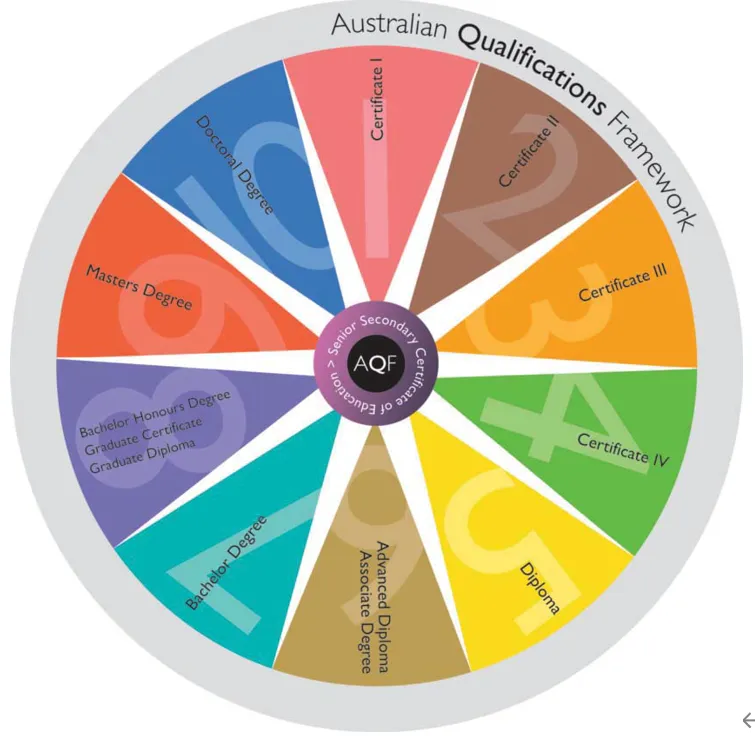 Australian Qualifications Framework
1
Certificate I
2
Certificate II
3
Certificate III
4
Certificate IV
5
Diploma
6
Advanced Diploma
Associate Degree
7
Bachelor Degree
8
Bachelor Honours Degree
Graduate Certificate
Graduate Diploma
9
Masters Degree
10
Doctoral Degree
Senior Secondary Certificate of Education <
AQF